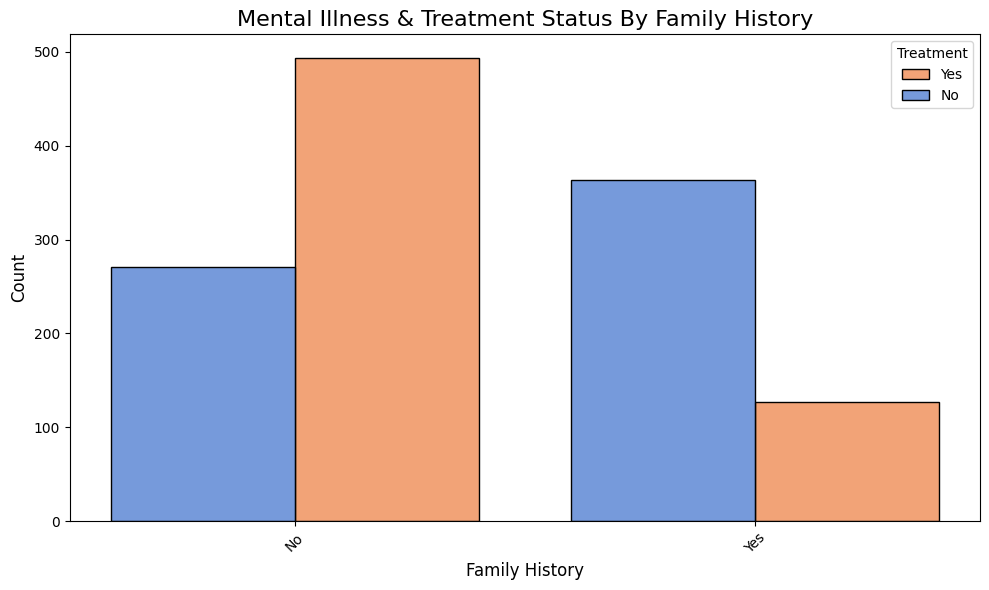 Mental Illness & Treatment Status By Family History
Treatment
Yes
No
500
400
300
200
100
0
Count
No
Yes
Family History